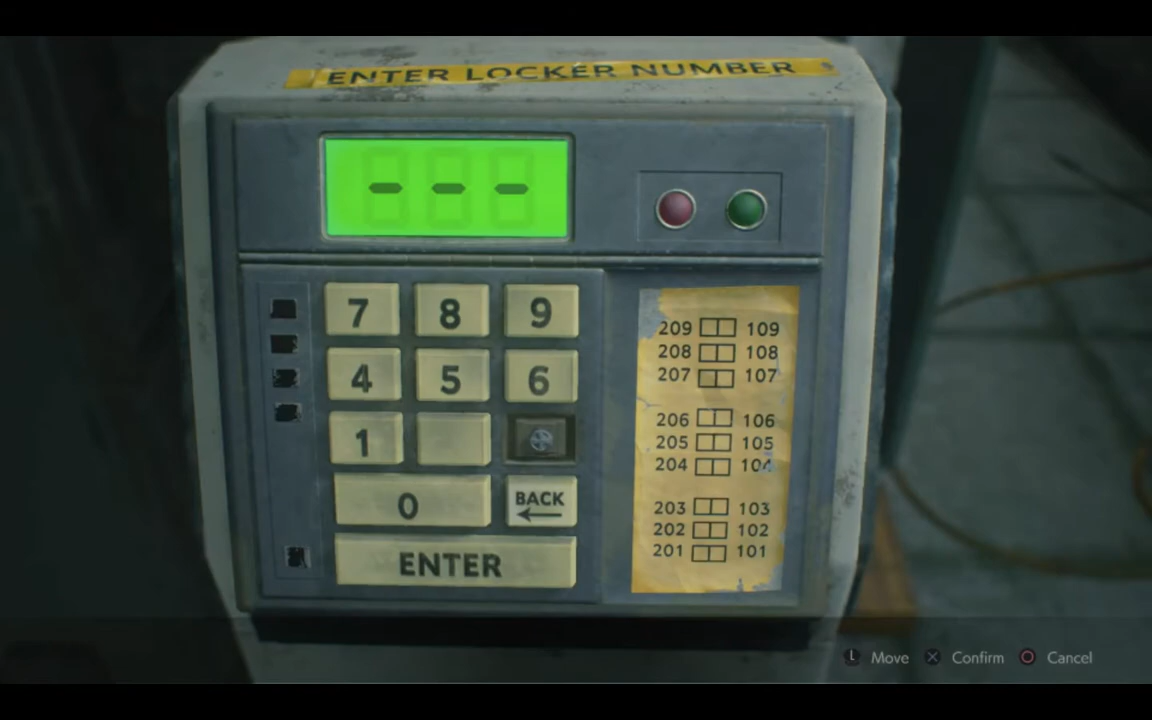 ENTER LOCKER NUMBER
- - -
7 8 9
4 5 6
1
0 BACK
ENTER
209 109
208 108
207 107
206 106
205 105
204 104
203 103
202 102
201 101
L Move Confirm Cancel